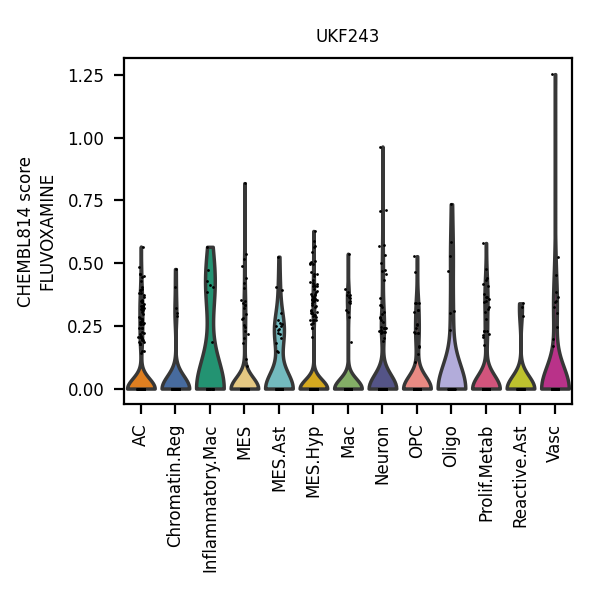 UKF243
CHEMBL814 score
FLUVOXAMINE
1.25
1.00
0.75
0.50
0.25
0.00
AC
Chromatin.Reg
Inflammatory.Mac
MES
MES.Ast
MES.Hyp
Mac
Neuron
OPC
Oligo
Prolif.Metab
Reactive.Ast
Vasc